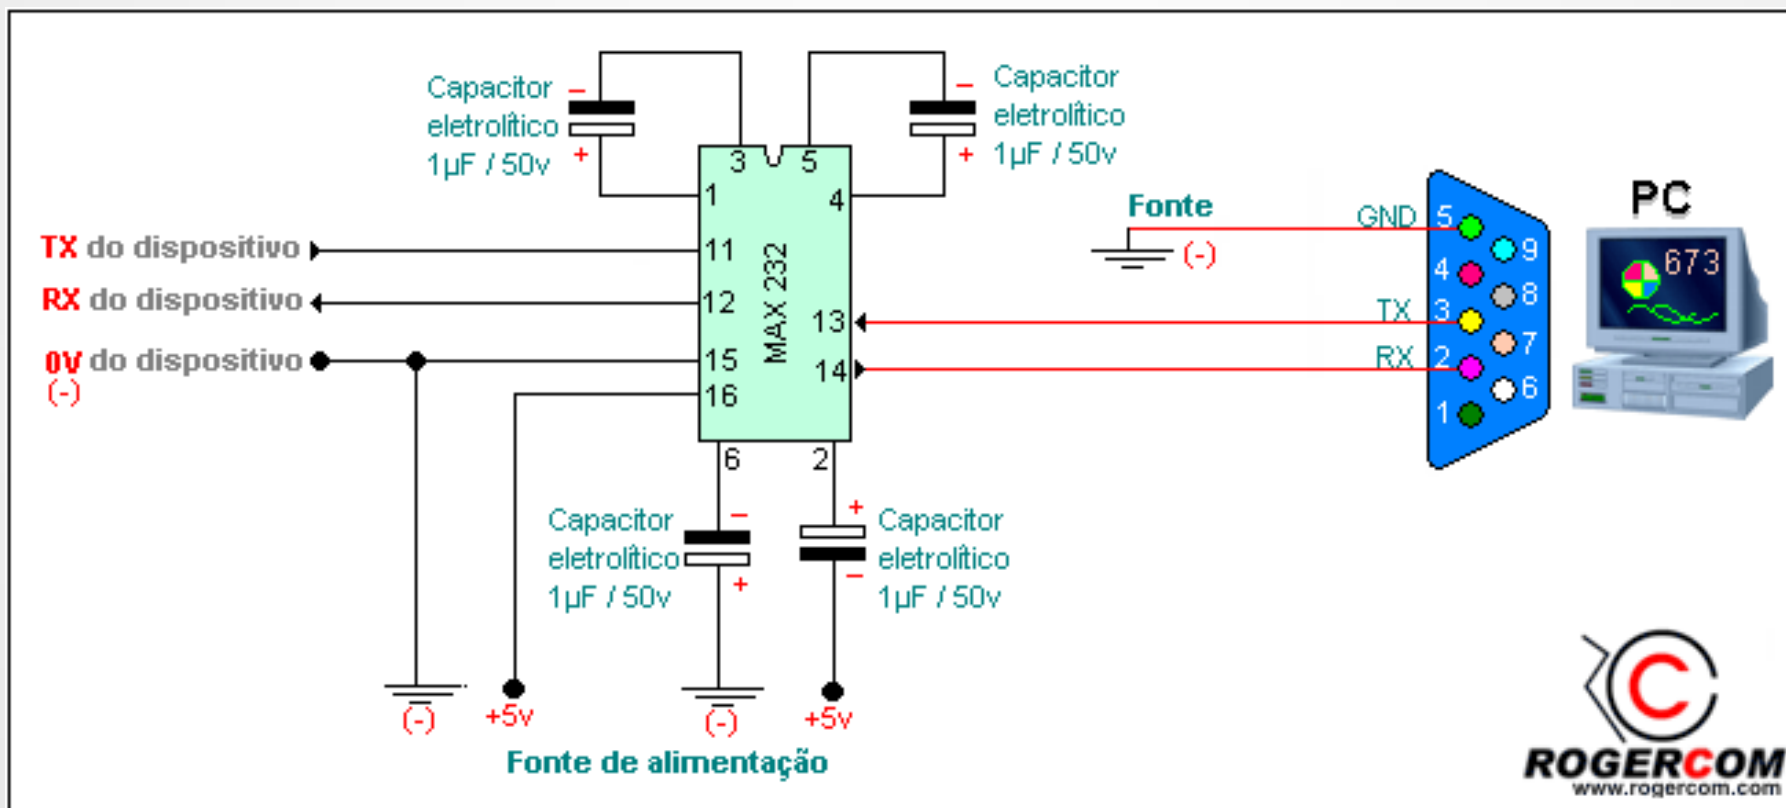 Capacitor
eletrolítico
1µF / 50v
−
+
Capacitor
eletrolítico
1µF / 50v
−
+
3
5
1
4
11
12
13
14
15
16
6
2
MAX 232
TX do dispositivo
RX do dispositivo
0V do dispositivo
(-)
Fonte
(-)
GND
TX
RX
5
4
3
2
1
9
8
7
6
PC
673
Capacitor
eletrolítico
1µF / 50v
−
+
Capacitor
eletrolítico
1µF / 50v
+
−
(-)
+5v
(-)
+5v
Fonte de alimentação
C
ROGERCOM
www.rogercom.com